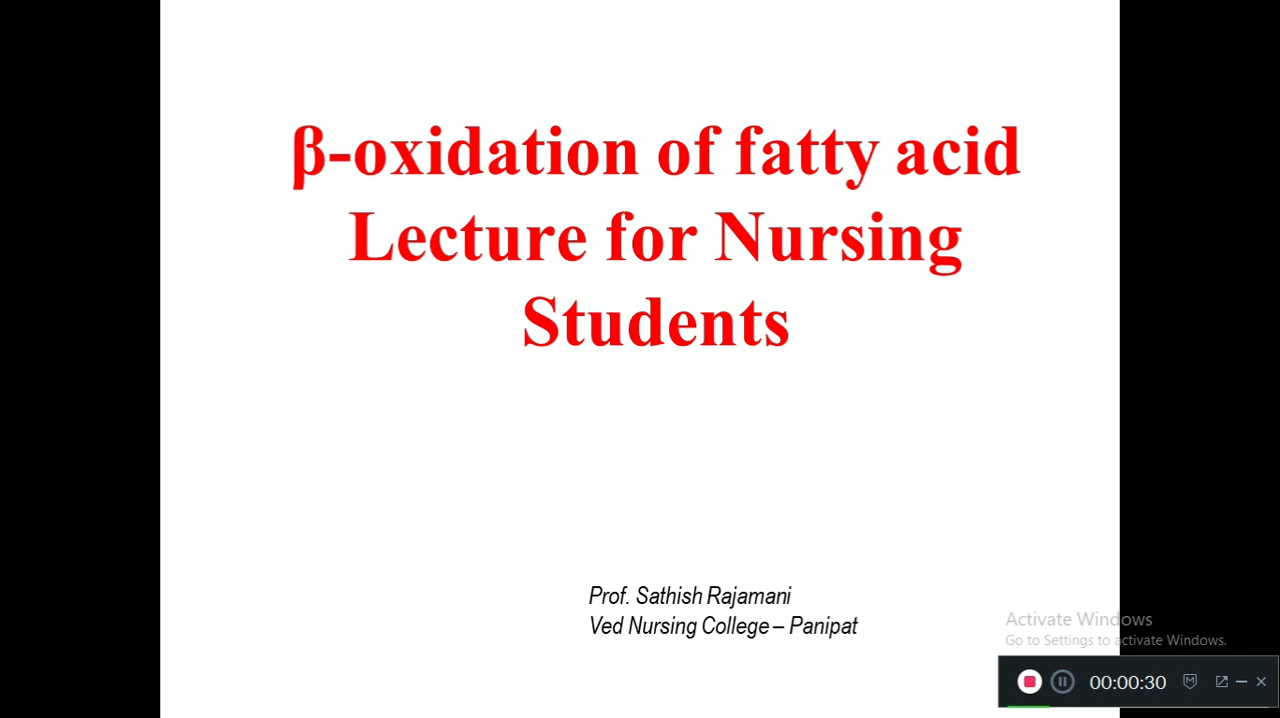 β-oxidation of fatty acid
Lecture for Nursing
Students
Prof. Sathish Rajamani
Ved Nursing College – Panipat
Activate Windows
Go to Settings to activate Windows.
00:00:30